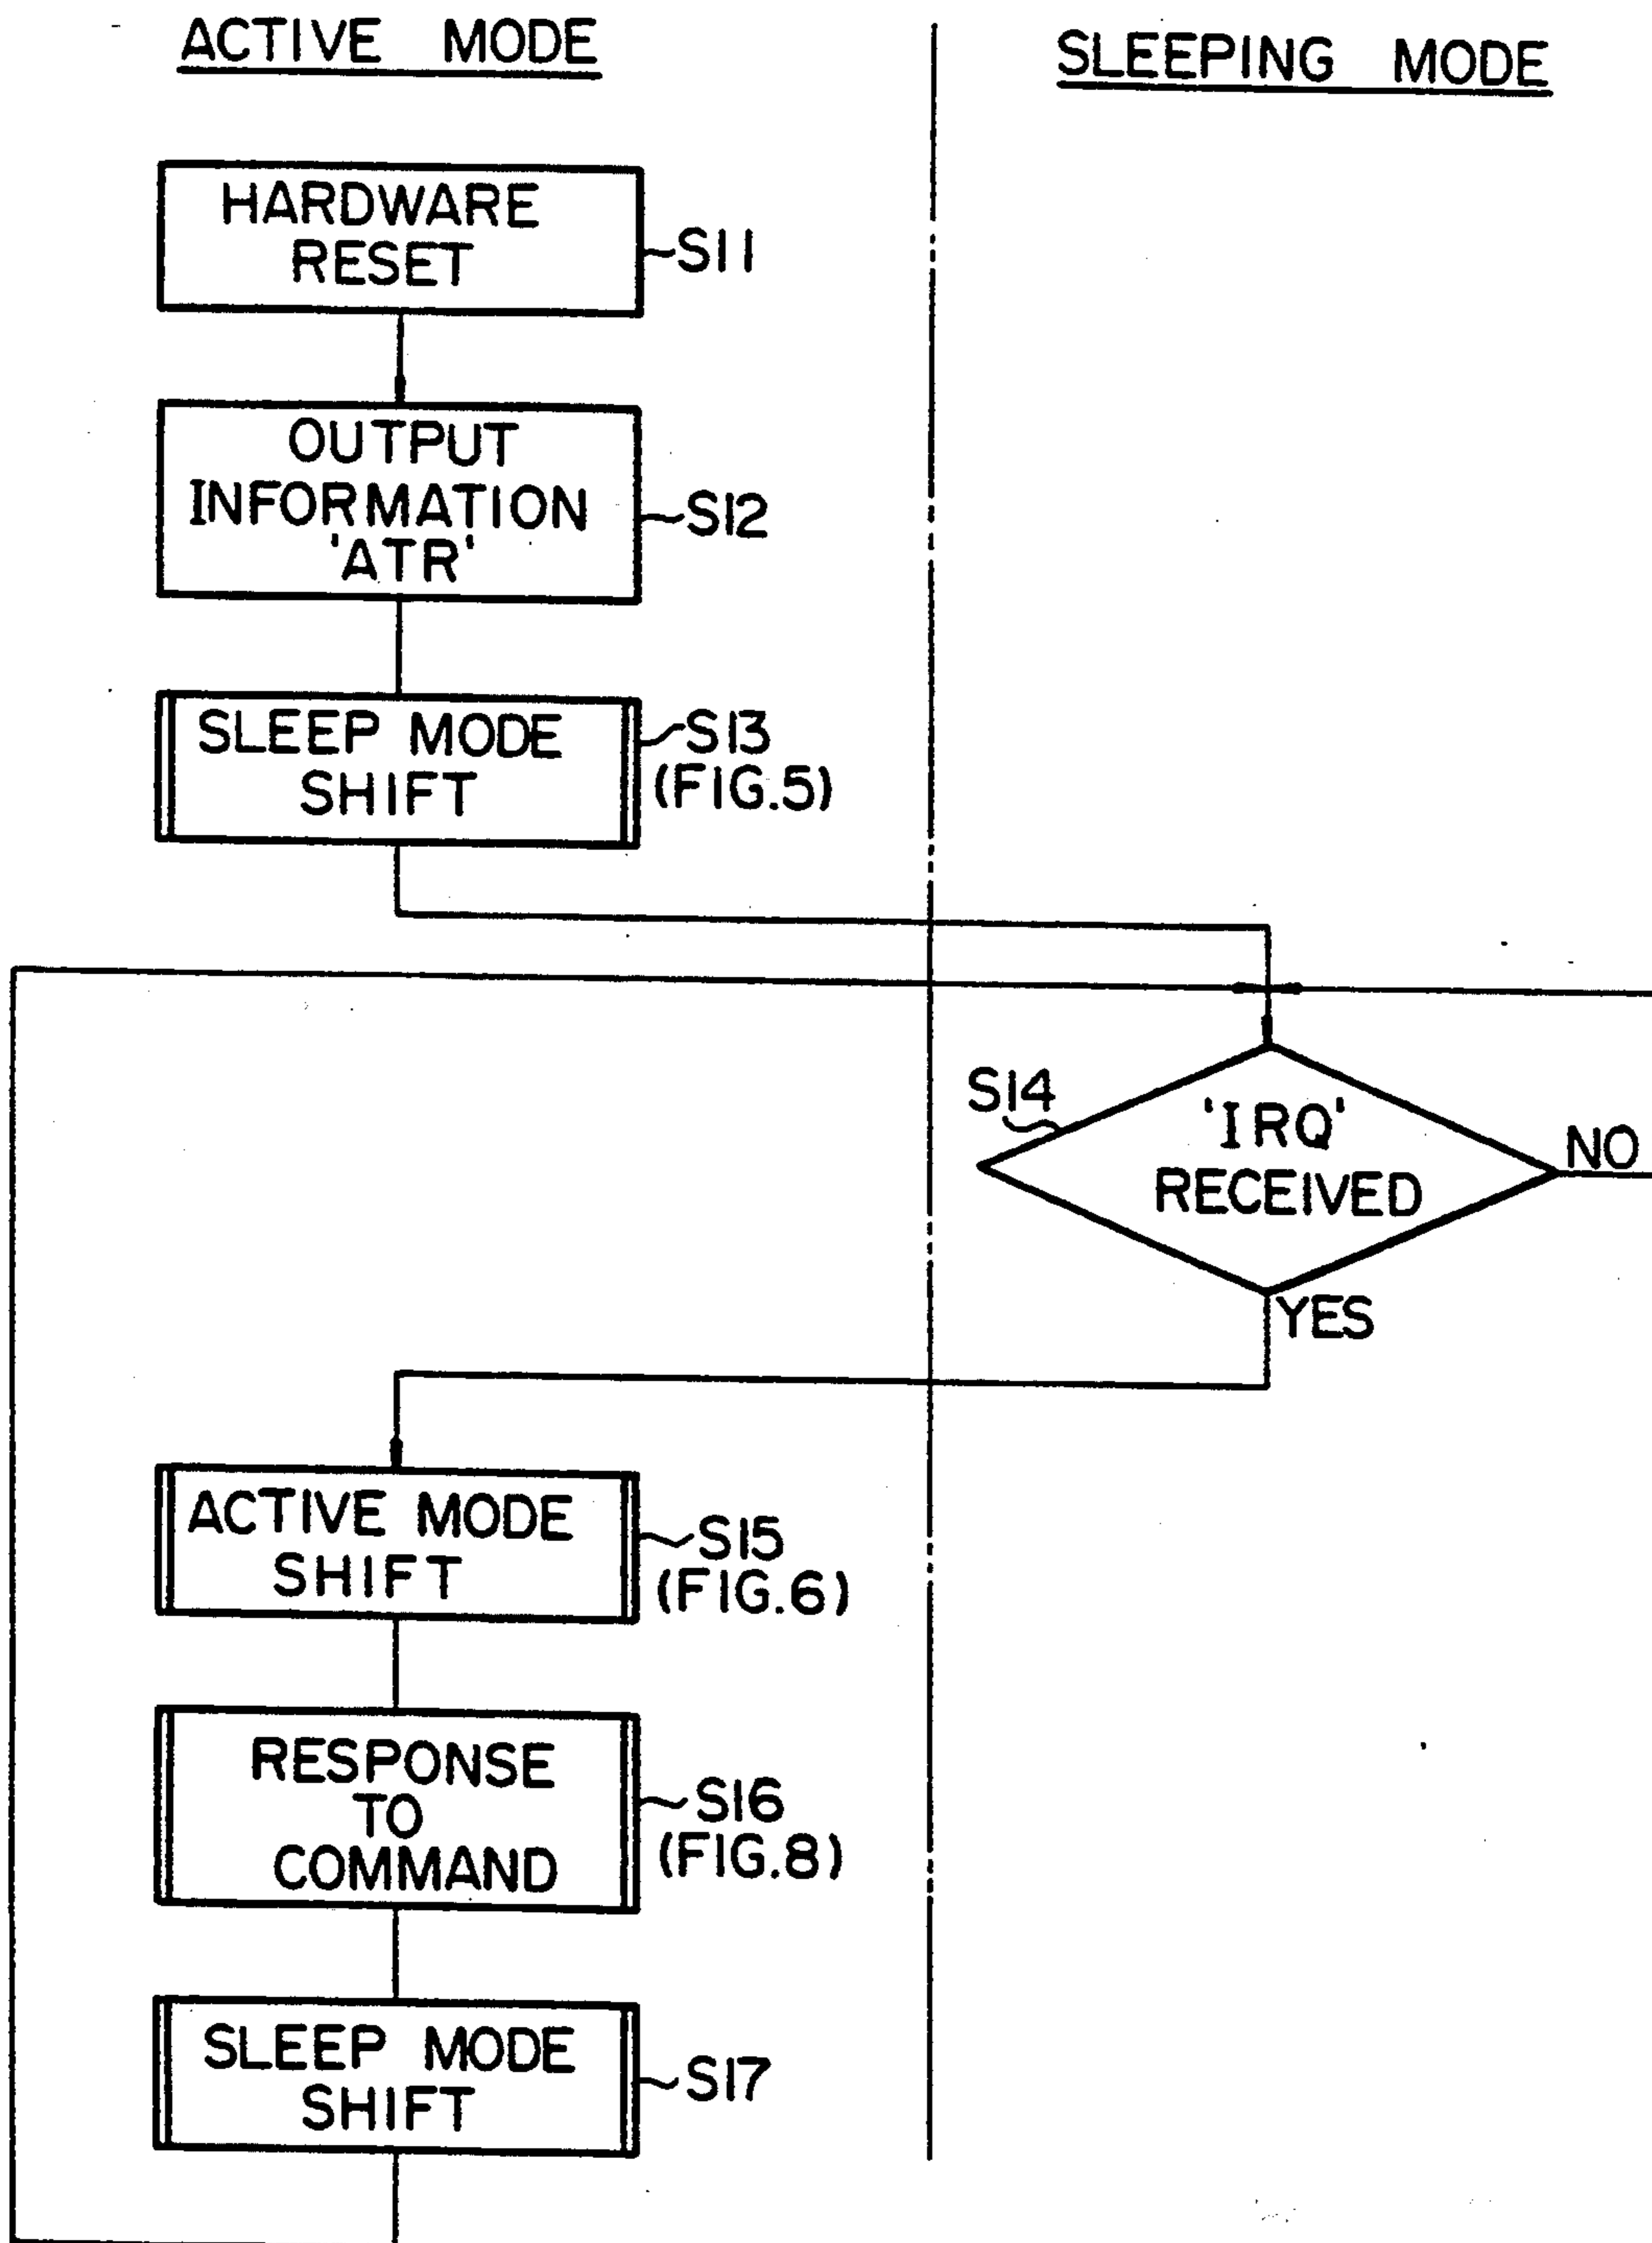 ACTIVE MODE
SLEEPING MODE
HARDWARE
RESET
S11
OUTPUT
INFORMATION
'ATR'
S12
SLEEP MODE
SHIFT
S13
(FIG.5)
S14
'IRQ'
RECEIVED
NO
YES
ACTIVE MODE
SHIFT
S15
(FIG.6)
RESPONSE
TO
COMMAND
S16
(FIG.8)
SLEEP MODE
SHIFT
S17